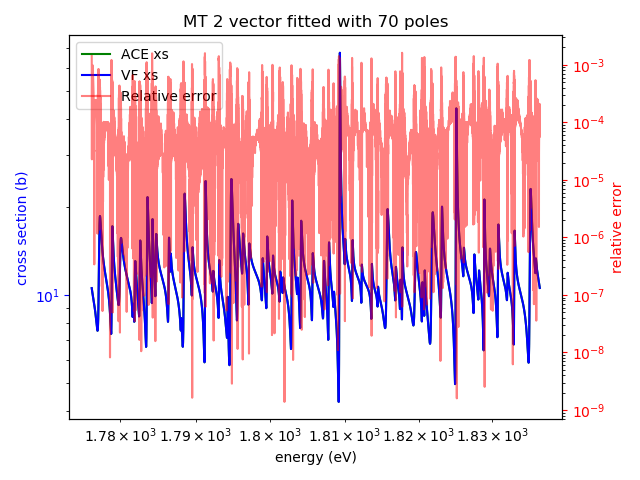 MT 2 vector fitted with 70 poles
ACE xs
VF xs
Relative error
cross section (b)
10¹
10⁻³
10⁻⁴
10⁻⁵
10⁻⁶
10⁻⁷
10⁻⁸
10⁻⁹
relative error
1.78 × 10³ 1.79 × 10³ 1.8 × 10³ 1.81 × 10³ 1.82 × 10³ 1.83 × 10³
energy (eV)